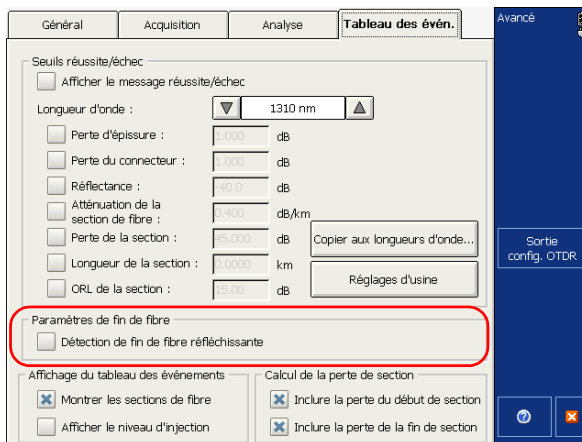 Général
Acquisition
Analyse
Tableau des évén.
Avancé
Seuils réussite/échec
Afficher le message réussite/échec
Longueur d'onde :
1310 nm
Perte d'épissure :
1.000
dB
Perte du connecteur :
1.000
dB
Réflectance :
-40.0
dB
Atténuation de la
section de fibre :
0.400
dB/km
Perte de la section :
45.000
dB
Copier aux longueurs d'onde...
Longueur de la section :
0.0000
km
Réglages d'usine
ORL de la section :
15.00
dB
Sortie
config. OTDR
Paramètres de fin de fibre
Détection de fin de fibre réfléchissante
Affichage du tableau des événements
Montrer les sections de fibre
Afficher le niveau d'injection
Calcul de la perte de section
Inclure la perte du début de section
Inclure la perte de la fin de section